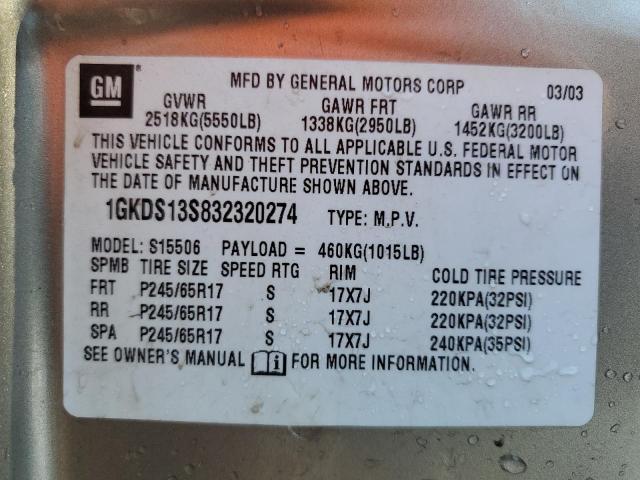 GM MFD BY GENERAL MOTORS CORP 03/03
GVWR GAWR FRT GAWR RR
2518KG(5550LB) 1338KG(2950LB) 1452KG(3200LB)
THIS VEHICLE CONFORMS TO ALL APPLICABLE U.S. FEDERAL MOTOR
VEHICLE SAFETY AND THEFT PREVENTION STANDARDS IN EFFECT ON
THE DATE OF MANUFACTURE SHOWN ABOVE.
1GKDS13S832320274 TYPE: M.P.V.
MODEL: S15506 PAYLOAD = 460KG(1015LB)
SPMB TIRE SIZE SPEED RTG RIM COLD TIRE PRESSURE
FRT P245/65R17 S 17X7J 220KPA(32PSI)
RR P245/65R17 S 17X7J 220KPA(32PSI)
SPA P245/65R17 S 17X7J 240KPA(35PSI)
SEE OWNER'S MANUAL FOR MORE INFORMATION.